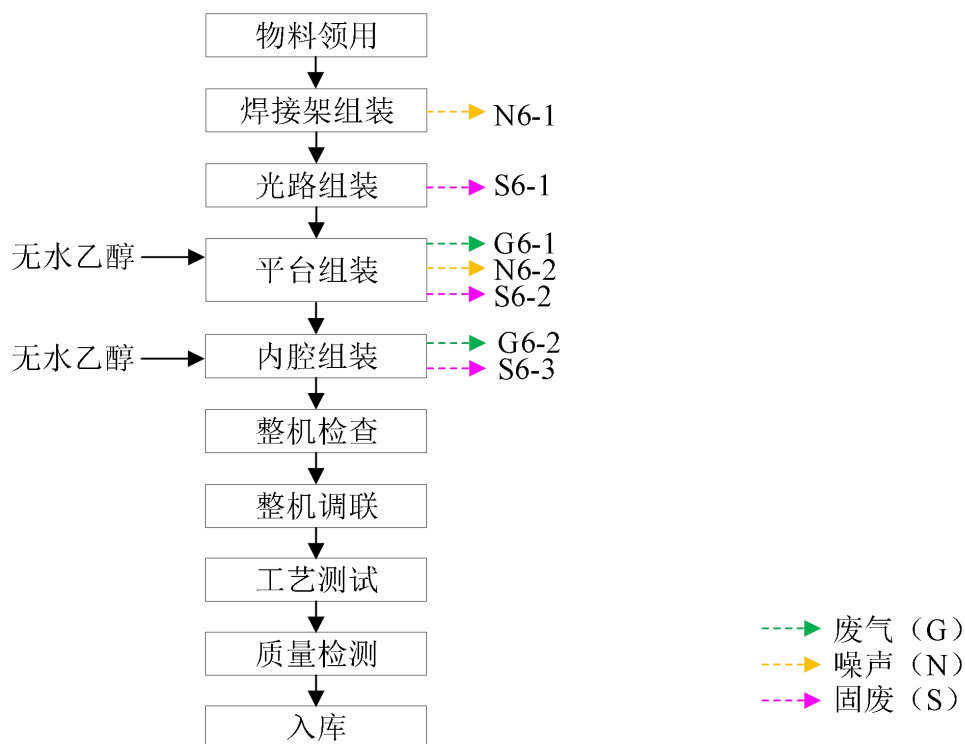 物料领用
焊接架组装
N6-1
光路组装
S6-1
无水乙醇
平台组装
G6-1
N6-2
S6-2
无水乙醇
内腔组装
G6-2
S6-3
整机检查
整机调联
工艺测试
质量检测
入库
废气（G）
噪声（N）
固废（S）